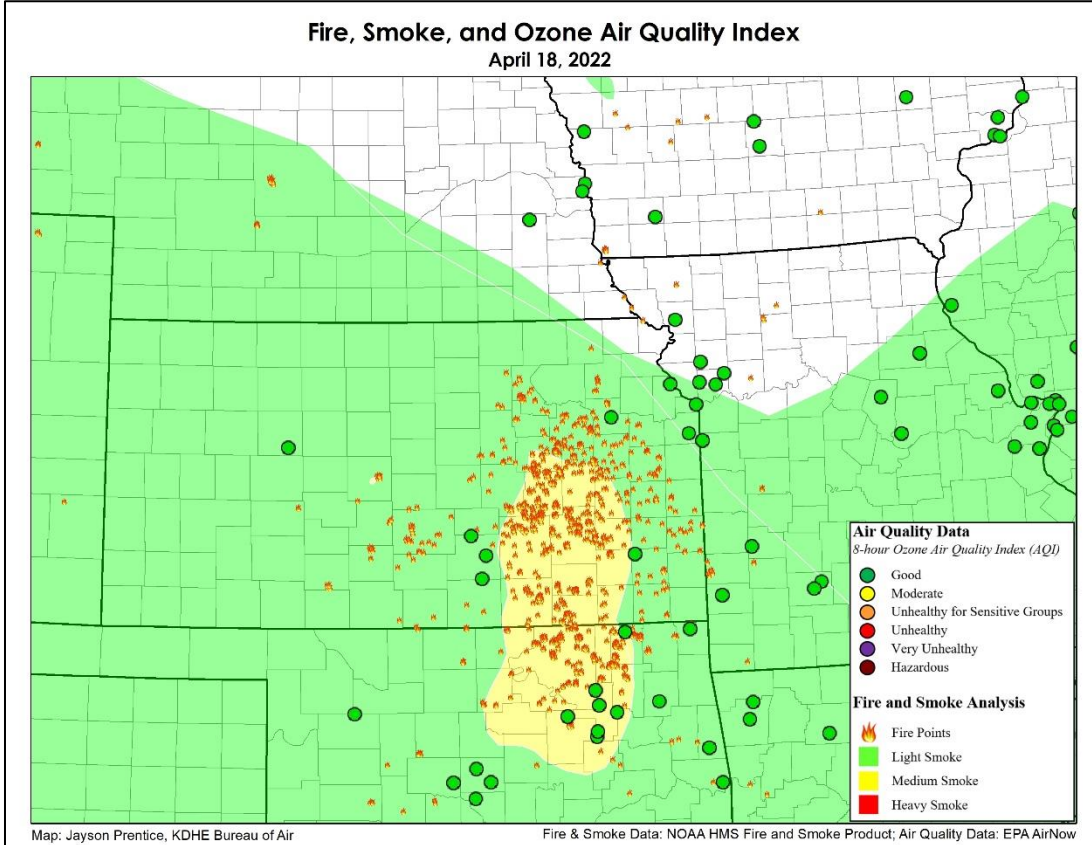 Fire, Smoke, and Ozone Air Quality Index
April 18, 2022
Air Quality Data
8-hour Ozone Air Quality Index (AQI)
Good
Moderate
Unhealthy for Sensitive Groups
Unhealthy
Very Unhealthy
Hazardous
Fire and Smoke Analysis
Fire Points
Light Smoke
Medium Smoke
Heavy Smoke
Map: Jayson Prentice, KDHE Bureau of Air
Fire & Smoke Data: NOAA HMS Fire and Smoke Product; Air Quality Data: EPA AirNow